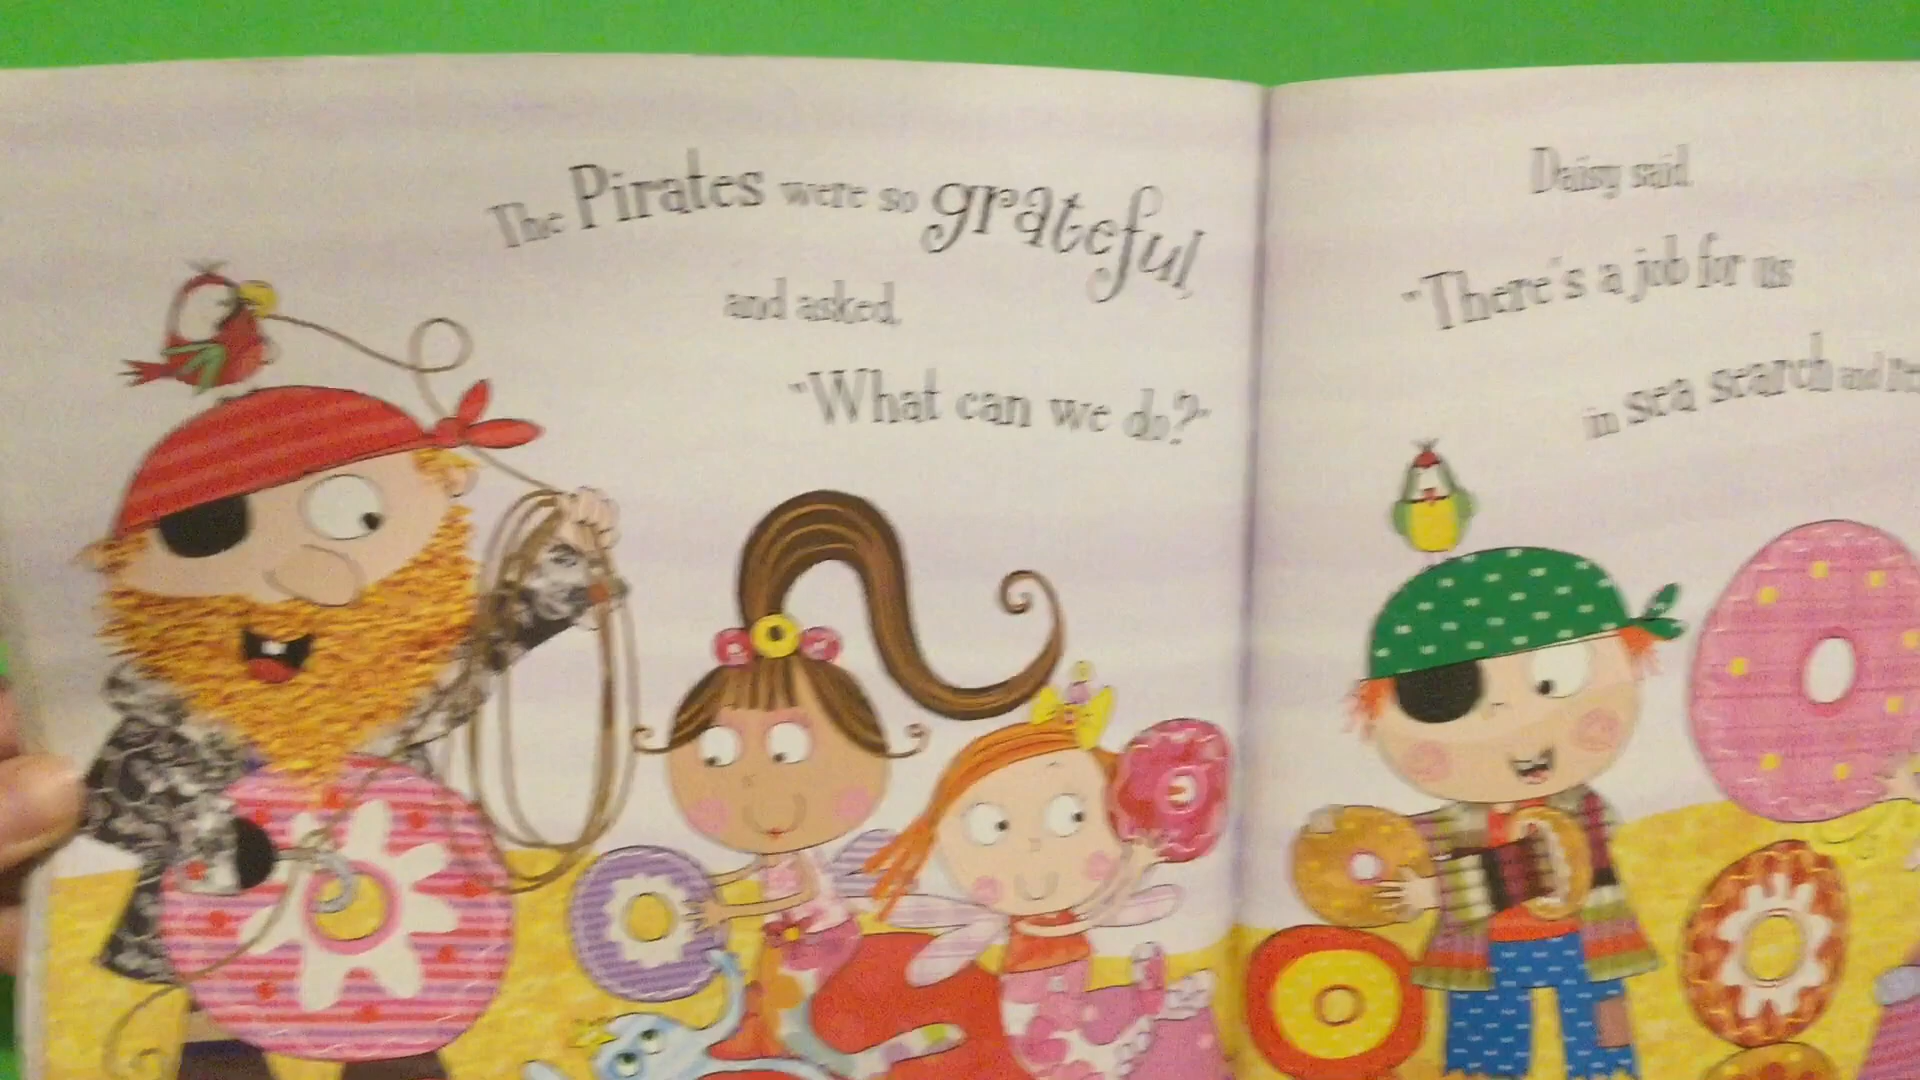 The Pirates were so grateful,
and asked,
"What can we do?"
Daisy said,
"There's a job for us
in sea search and